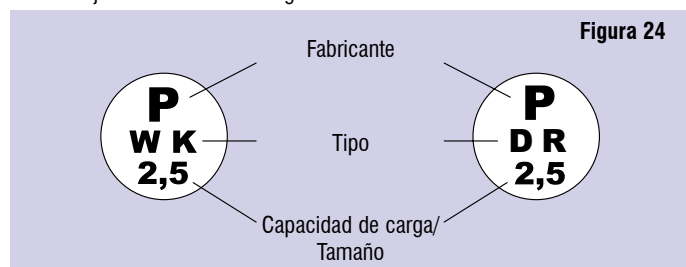 Figura 24
Fabricante
P
W K
2,5
P
D R
2,5
Tipo
Capacidad de carga/
Tamaño